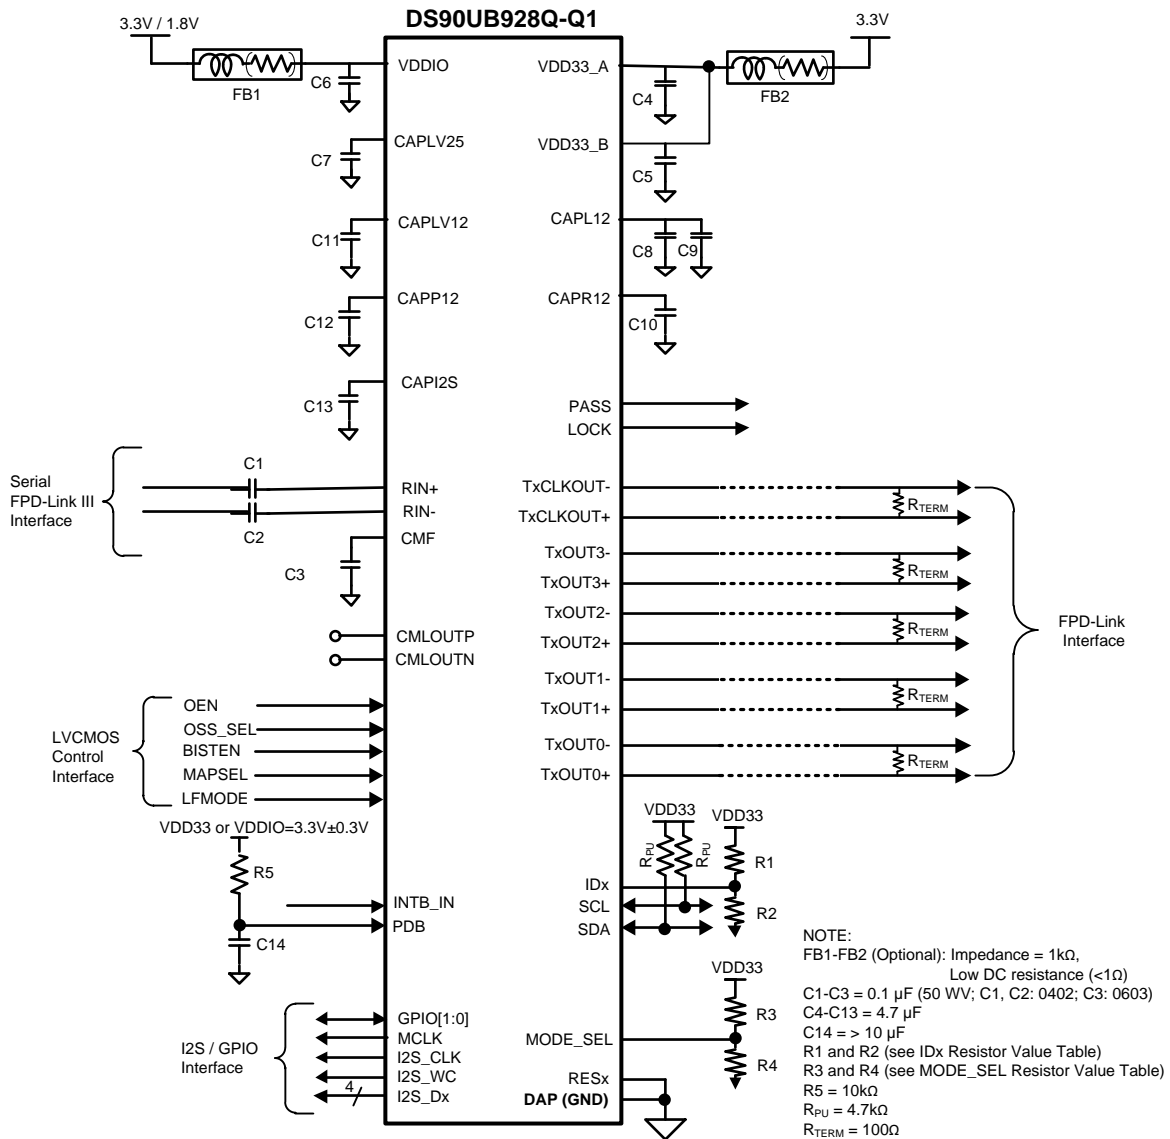 DS90UB928Q-Q1
3.3V / 1.8V
FB1
C6
VDDIO
C7
CAPLV25
C11
CAPLV12
C12
CAPP12
C13
CAPI2S
Serial
FPD-Link III
Interface
C1
C2
RIN+
RIN-
CMF
C3
CMLOUTP
CMLOUTN
LVCMOS
Control
Interface
OEN
OSS_SEL
BISTEN
MAPSEL
LFMODE
VDD33 or VDDIO=3.3V±0.3V
R5
C14
INTB_IN
PDB
I2S / GPIO
Interface
GPIO[1:0]
MCLK
I2S_CLK
I2S_WC
4
I2S_Dx
3.3V
FB2
VDD33_A
C4
VDD33_B
C5
CAPL12
C8
C9
CAPR12
C10
PASS
LOCK
TxCLKOUT-
TxCLKOUT+
RTERM
TxOUT3-
TxOUT3+
RTERM
TxOUT2-
TxOUT2+
RTERM
TxOUT1-
TxOUT1+
RTERM
TxOUT0-
TxOUT0+
RTERM
FPD-Link
Interface
VDD33
VDD33
RPU
RPU
R1
R2
IDx
SCL
SDA
VDD33
R3
R4
MODE_SEL
RESx
DAP (GND)
NOTE:
FB1-FB2 (Optional): Impedance = 1kΩ,
Low DC resistance (<1Ω)
C1-C3 = 0.1 µF (50 WV; C1, C2: 0402; C3: 0603)
C4-C13 = 4.7 µF
C14 = > 10 µF
R1 and R2 (see IDx Resistor Value Table)
R3 and R4 (see MODE_SEL Resistor Value Table)
R5 = 10kΩ
RPU = 4.7kΩ
RTERM = 100Ω